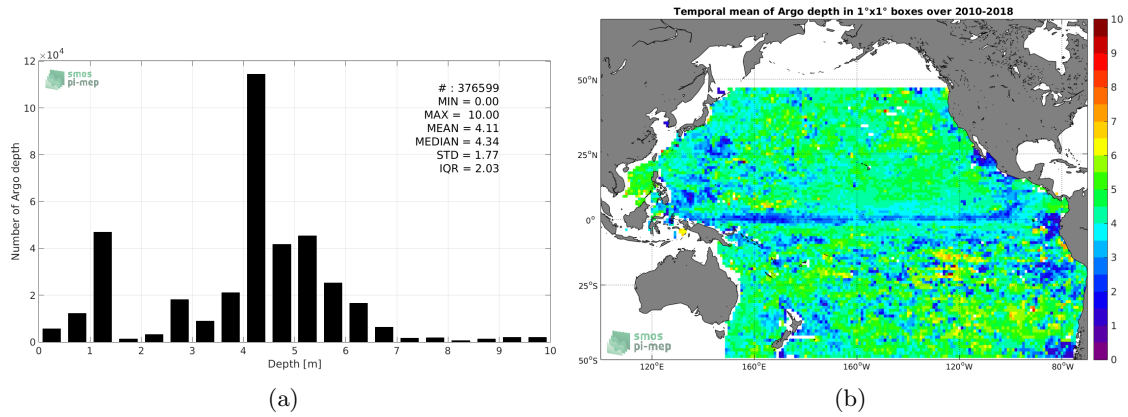 ×10⁴
12
10
8
6
4
2
0
Number of Argo depth
smos
pi-mep
# : 376599
MIN = 0.00
MAX = 10.00
MEAN = 4.11
MEDIAN = 4.34
STD = 1.77
IQR = 2.03
0 1 2 3 4 5 6 7 8 9 10
Depth [m]
(a)
Temporal mean of Argo depth in 1°x1° boxes over 2010-2018
50°N
25°N
0°
25°S
50°S
smos
pi-mep
120°E 160°E 160°W 120°W 80°W
10
9
8
7
6
5
4
3
2
1
0
(b)